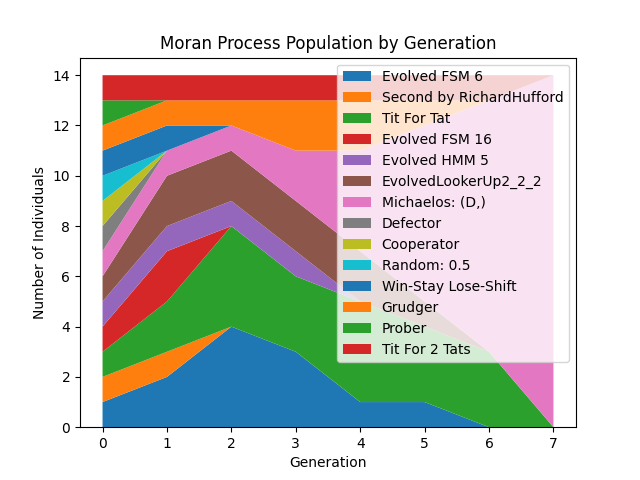 Moran Process Population by Generation
Number of Individuals
14
12
10
8
6
4
2
0
Evolved FSM 6
Second by RichardHufford
Tit For Tat
Evolved FSM 16
Evolved HMM 5
EvolvedLookerUp2_2_2
Michaelos: (D,)
Defector
Cooperator
Random: 0.5
Win-Stay Lose-Shift
Grudger
Prober
Tit For 2 Tats
0 1 2 3 4 5 6 7
Generation